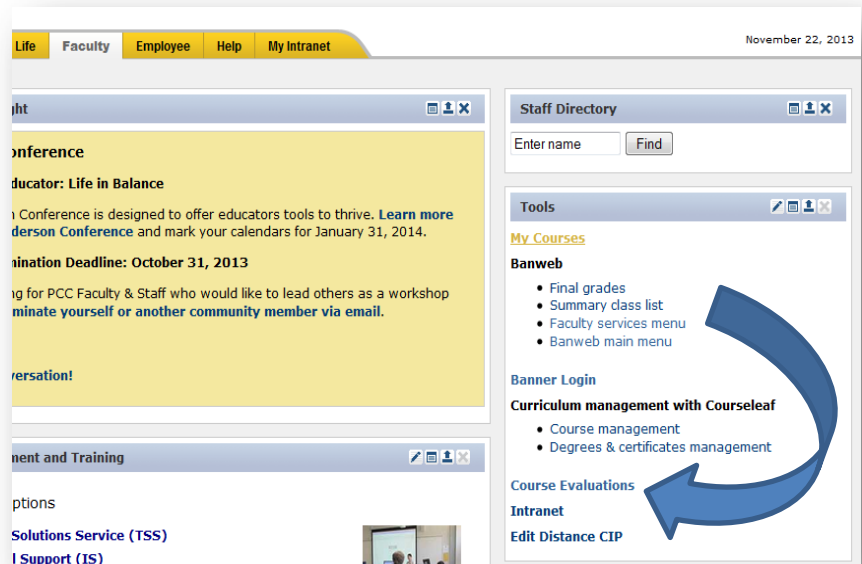 Life Faculty Employee Help My Intranet
November 22, 2013
ght
onference
ducator: Life in Balance
n Conference is designed to offer educators tools to thrive. Learn more
derson Conference and mark your calendars for January 31, 2014.
mination Deadline: October 31, 2013
ng for PCC Faculty & Staff who would like to lead others as a workshop
minate yourself or another community member via email.
versation!
ment and Training
ptions
Solutions Service (TSS)
l Support (IS)
Staff Directory
Enter name Find
Tools
My Courses
Banweb
Final grades
Summary class list
Faculty services menu
Banweb main menu
Banner Login
Curriculum management with Courseleaf
Course management
Degrees & certificates management
Course Evaluations
Intranet
Edit Distance CIP